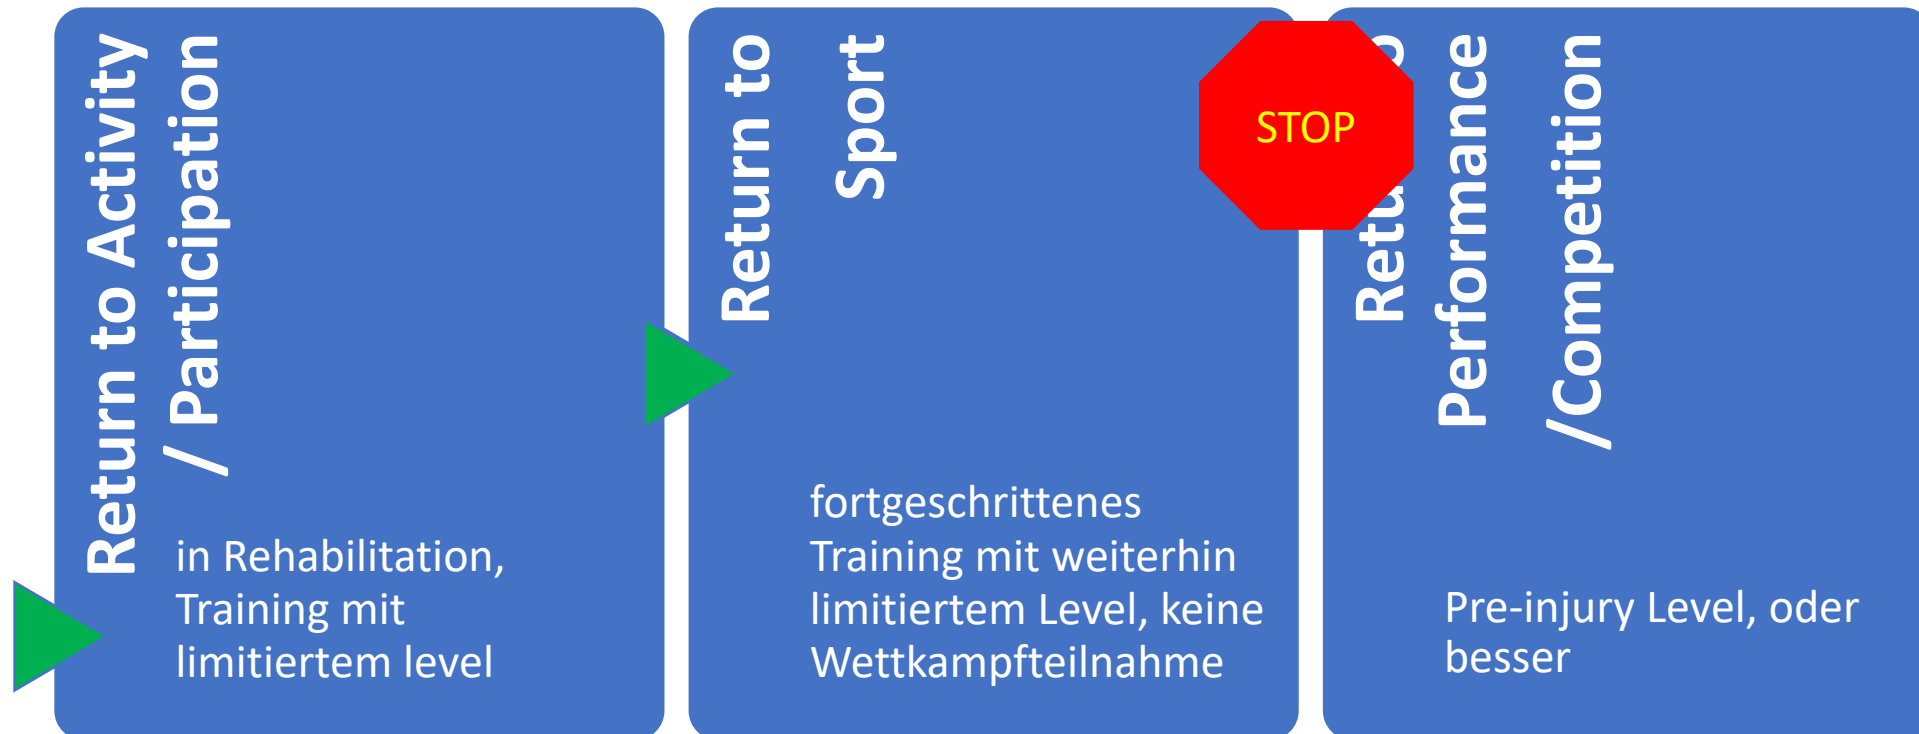 Return to Activity
/ Participation
in Rehabilitation,
Training mit
limitiertem level
Return to
Sport
fortgeschrittenes
Training mit weiterhin
limitiertem Level, keine
Wettkampfteilnahme
STOP
Performance
/Competition
Pre-injury Level, oder
besser